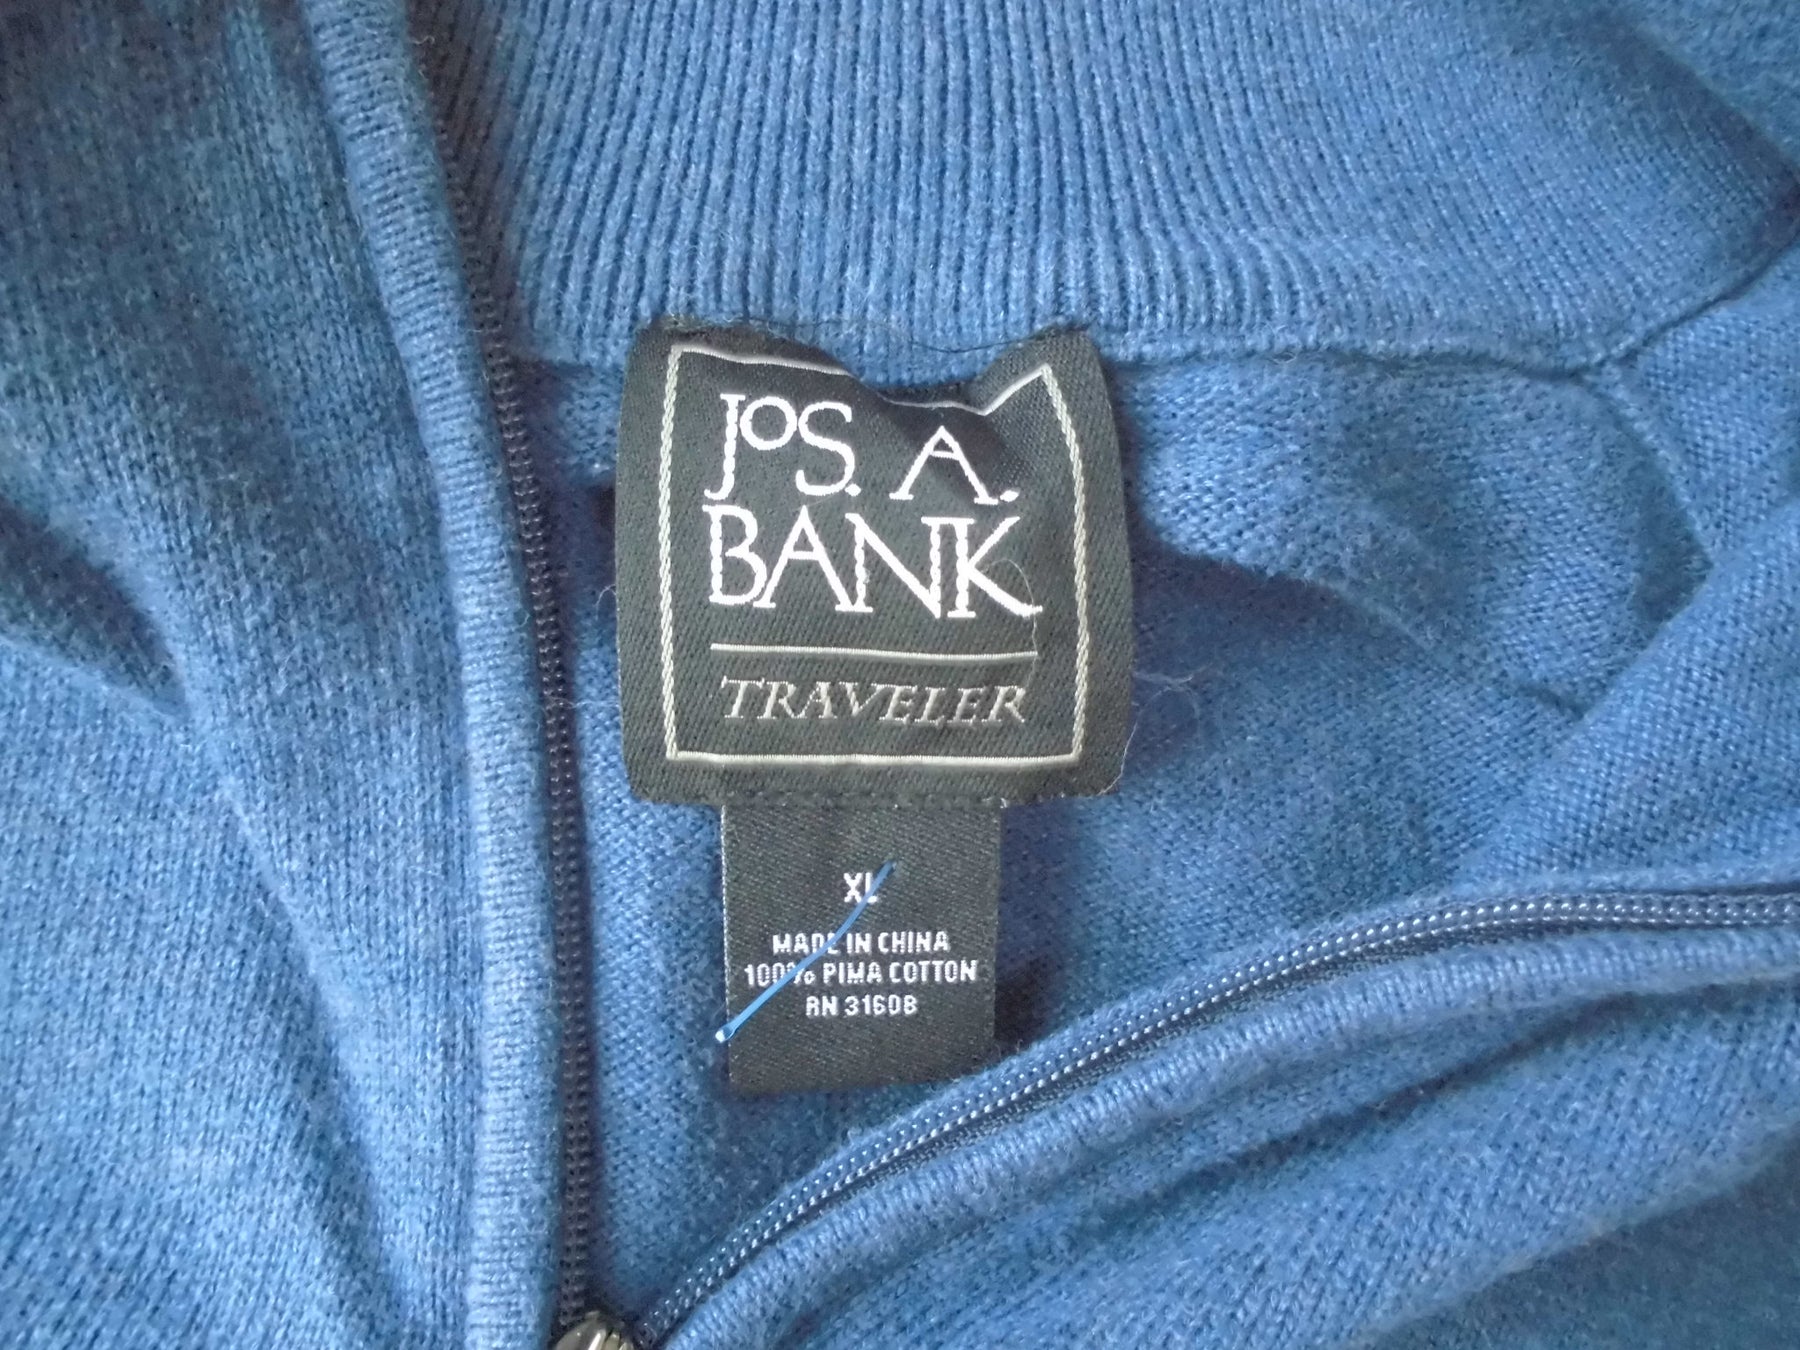 JOS. A.
BANK
TRAVELER
XL
MADE IN CHINA
100% PIMA COTTON
RN 31608